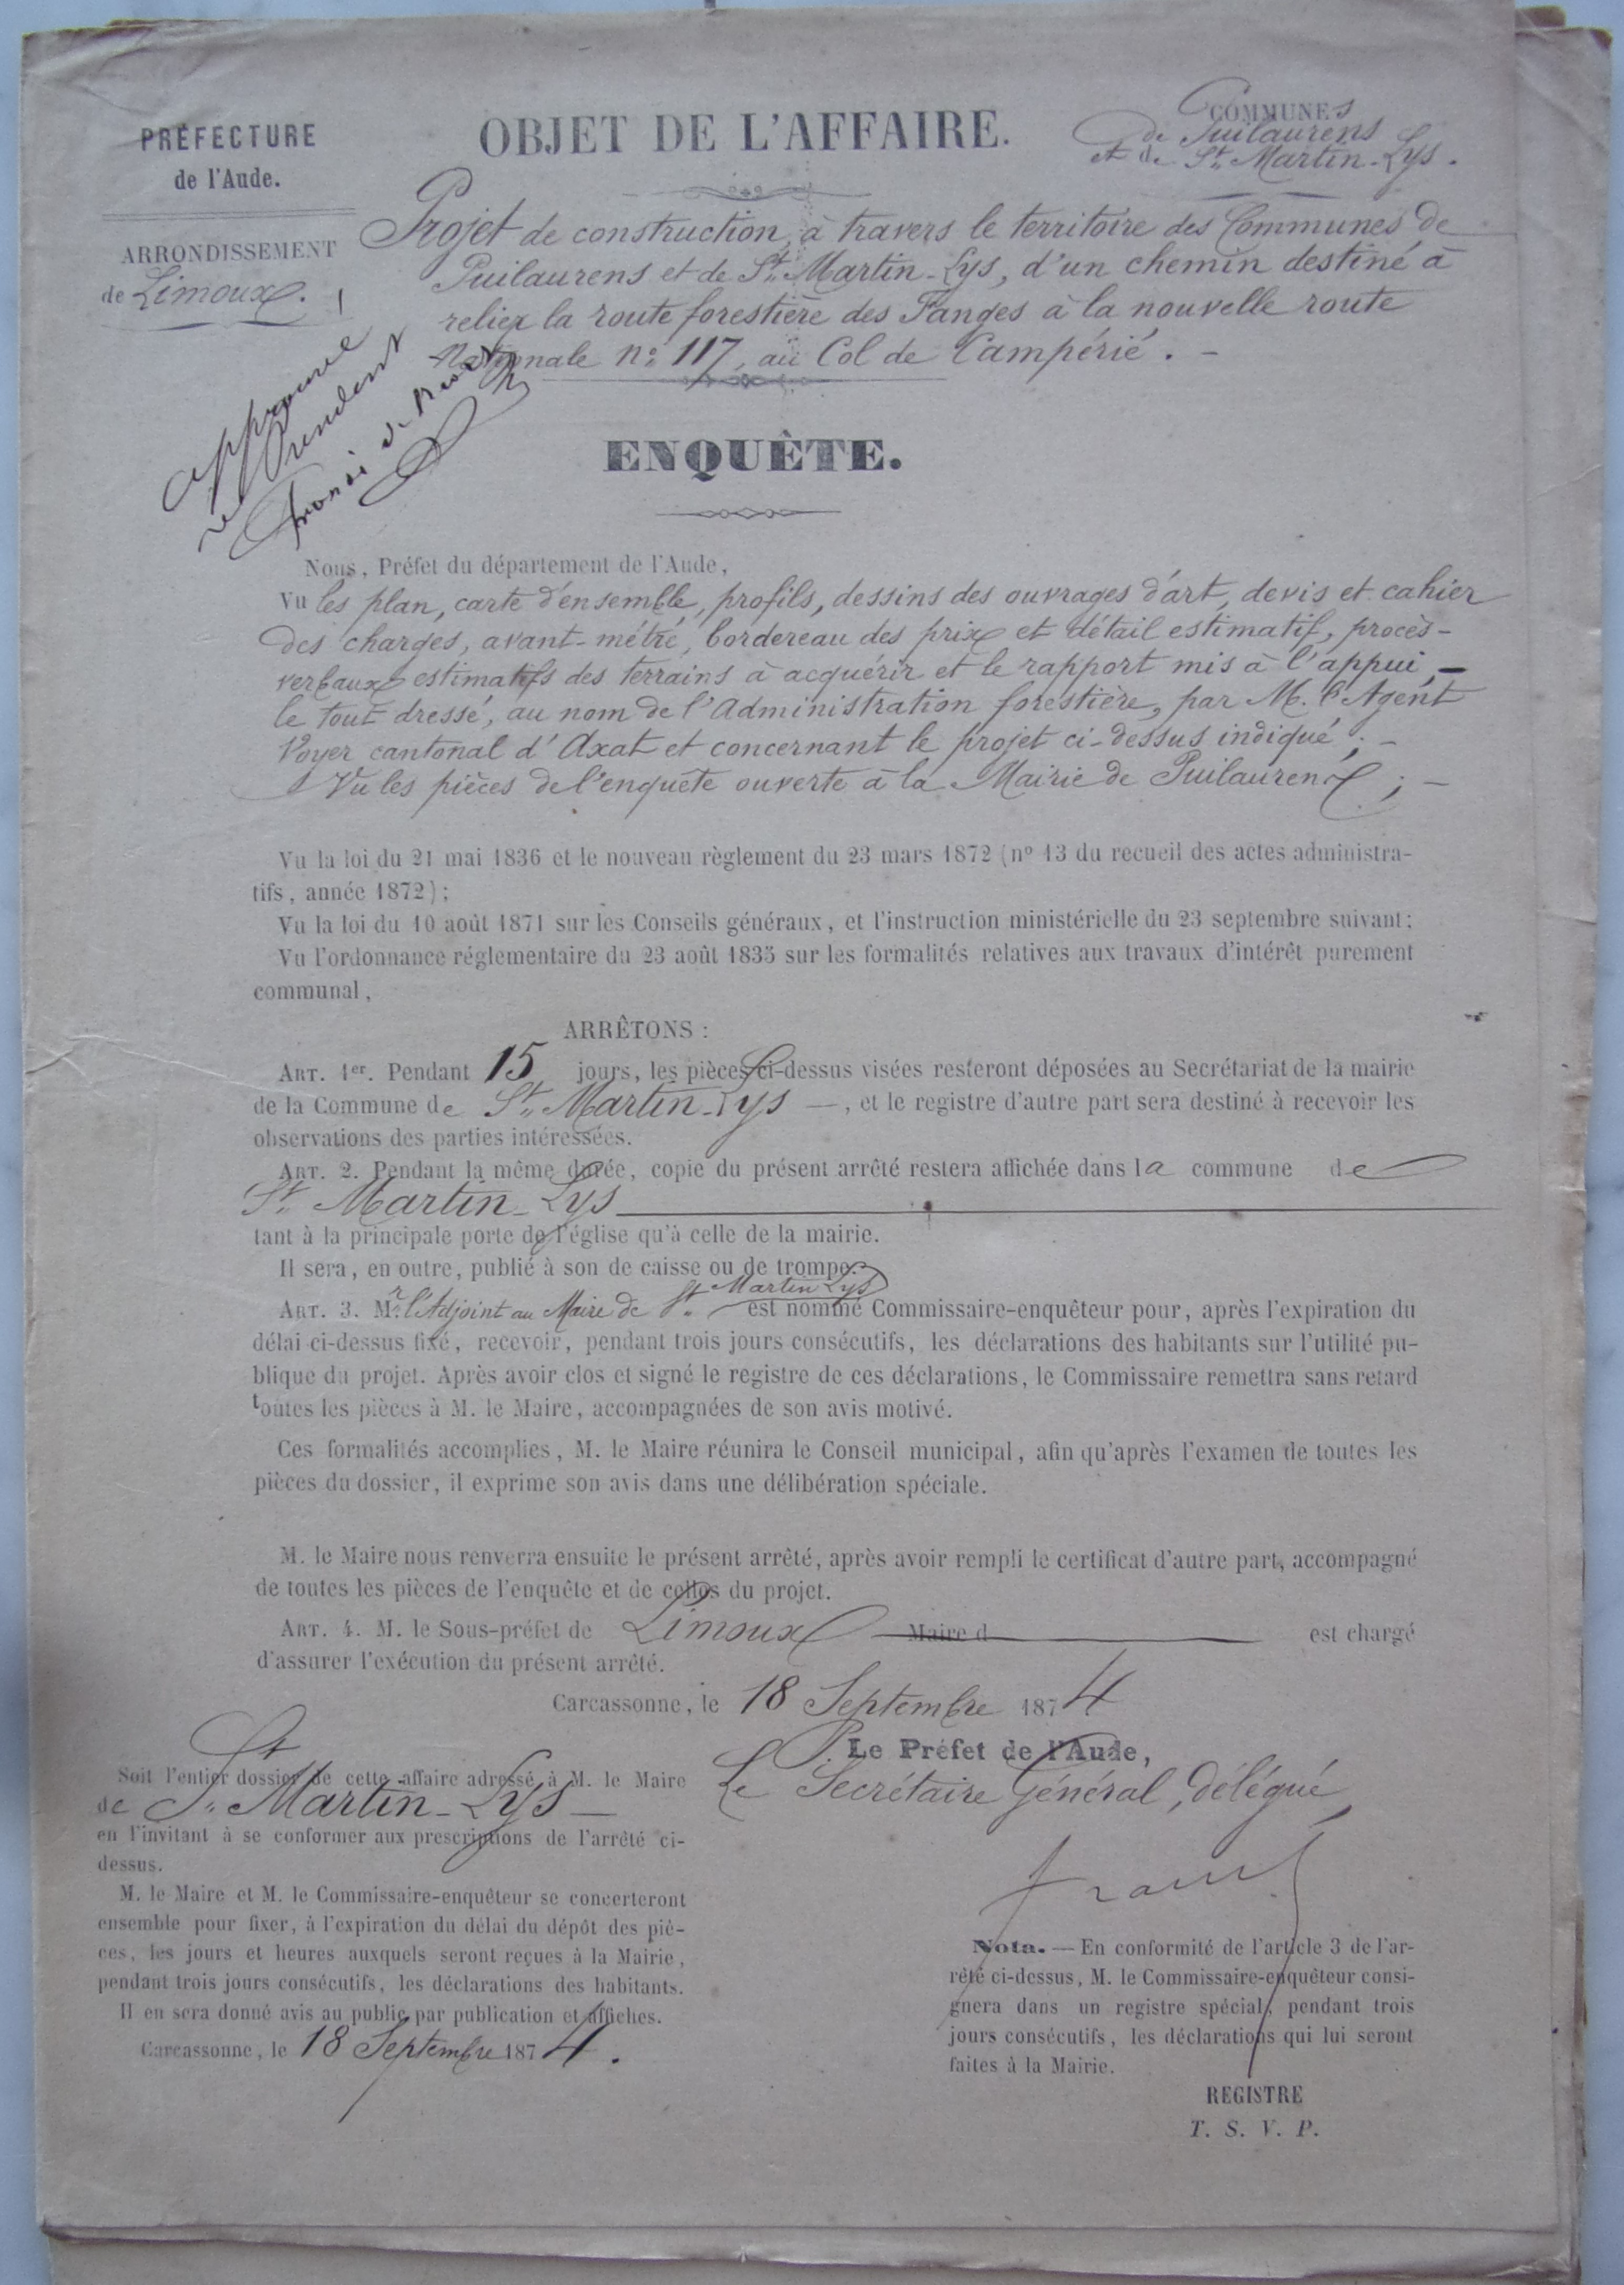 PRÉFECTURE
de l'Aude.
ARRONDISSEMENT
de Limoux.
OBJET DE L'AFFAIRE.
COMMUNES
de Puilaurens
et de St Martin-Lys.
Projet de construction, à travers le territoire des Communes de
Puilaurens et de St Martin-Lys, d'un chemin destiné à
relier la route forestière des Fanges à la nouvelle route
Nationale n° 117, au Col de Campérié. -
approuvé
ENQUÊTE.
Nous, Préfet du département de l'Aude,
Vu les plan, carte d'ensemble, profils, dessins des ouvrages d'art, devis et cahier
des charges, avant-métré, bordereau des prix et détail estimatif, procès-
verbaux estimatifs des terrains à acquérir et le rapport mis à l'appui, -
le tout dressé, au nom de l'Administration forestière, par M. l'Agent
Voyer cantonal d'Axat et concernant le projet ci-dessus indiqué; -
Vu les pièces de l'enquête ouverte à la Mairie de Puilaurens; -
Vu la loi du 21 mai 1836 et le nouveau règlement du 23 mars 1872 (no 13 du recueil des actes administra-
tifs, année 1872);
Vu la loi du 10 août 1871 sur les Conseils généraux, et l'instruction ministérielle du 23 septembre suivant;
Vu l'ordonnance réglementaire du 23 août 1835 sur les formalités relatives aux travaux d'intérêt purement
communal,
ARRÊTONS :
ART. 1er. Pendant 15 jours, les pièces ci-dessus visées resteront déposées au Secrétariat de la mairie
de la Commune de St Martin-Lys —, et le registre d'autre part sera destiné à recevoir les
observations des parties intéressées.
ART. 2. Pendant la même durée, copie du présent arrêté restera affichée dans la commune de
St Martin-Lys
tant à la principale porte de l'église qu'à celle de la mairie.
Il sera, en outre, publié à son de caisse ou de trompe.
ART. 3. Mr. l'Adjoint au Maire de St Martin Lys est nommé Commissaire-enquêteur pour, après l'expiration du
délai ci-dessus fixé, recevoir, pendant trois jours consécutifs, les déclarations des habitants sur l'utilité pu-
blique du projet. Après avoir clos et signé le registre de ces déclarations, le Commissaire remettra sans retard
toutes les pièces à M. le Maire, accompagnées de son avis motivé.
Ces formalités accomplies, M. le Maire réunira le Conseil municipal, afin qu'après l'examen de toutes les
pièces du dossier, il exprime son avis dans une délibération spéciale.
M. le Maire nous renverra ensuite le présent arrêté, après avoir rempli le certificat d'autre part, accompagné
de toutes les pièces de l'enquête et de celles du projet.
ART. 4. M. le Sous-préfet de Limoux Maire d est chargé
d'assurer l'exécution du présent arrêté.
Carcassonne, le 18 Septembre 1874
P. Le Préfet de l'Aude,
Le Secrétaire Général, délégué,
Soit l'entier dossier de cette affaire adressé à M. le Maire
de St Martin-Lys —
en l'invitant à se conformer aux prescriptions de l'arrêté ci-
dessus.
M. le Maire et M. le Commissaire-enquêteur se concerteront
ensemble pour fixer, à l'expiration du délai du dépôt des piè-
ces, les jours et heures auxquels seront reçues à la Mairie,
pendant trois jours consécutifs, les déclarations des habitants.
Il en sera donné avis au public par publication et affiches.
Carcassonne, le 18 Septembre 1874.
Nota. — En conformité de l'article 3 de l'ar-
rêté ci-dessus, M. le Commissaire-enquêteur consi-
gnera dans un registre spécial, pendant trois
jours consécutifs, les déclarations qui lui seront
faites à la Mairie.
REGISTRE
T. S. V. P.